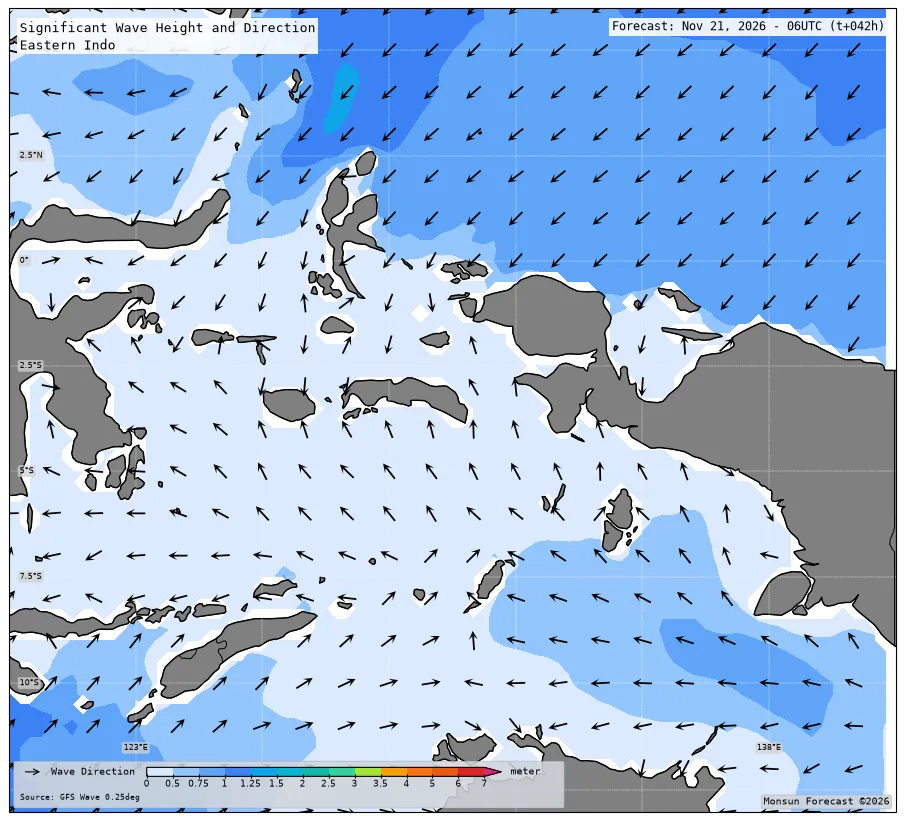 Significant Wave Height and Direction
Eastern Indo
Forecast: Nov 21, 2026 - 06UTC (t+042h)
2.5°N
0°
2.5°S
5°S
7.5°S
10°S
123°E
138°E
Wave Direction
meter
0 0.5 0.75 1 1.25 1.5 2 2.5 3 3.5 4 5 6 7
Source: GFS Wave 0.25deg
Monsun Forecast ©2026